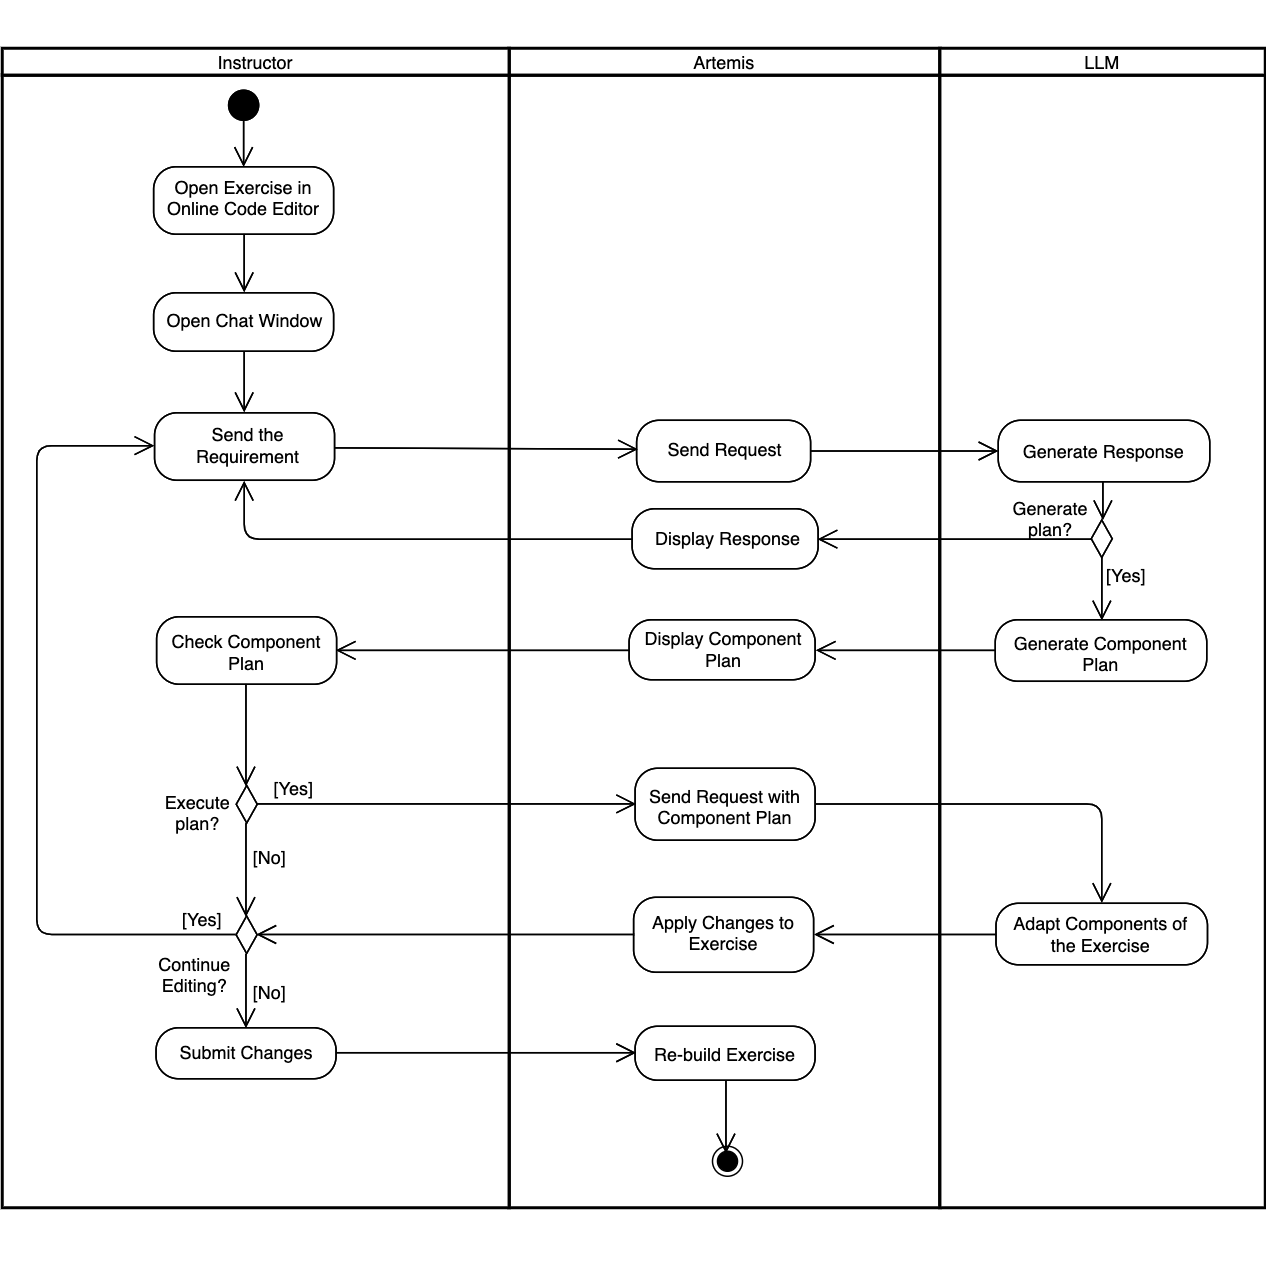 Instructor
Artemis
LLM
Open Exercise in
Online Code Editor
Open Chat Window
Send the
Requirement
Send Request
Generate Response
Generate
plan?
Display Response
[Yes]
Check Component
Plan
Display Component
Plan
Generate Component
Plan
Execute
plan?
[Yes]
Send Request with
Component Plan
[No]
[Yes]
Apply Changes to
Exercise
Adapt Components of
the Exercise
Continue
Editing?
[No]
Submit Changes
Re-build Exercise